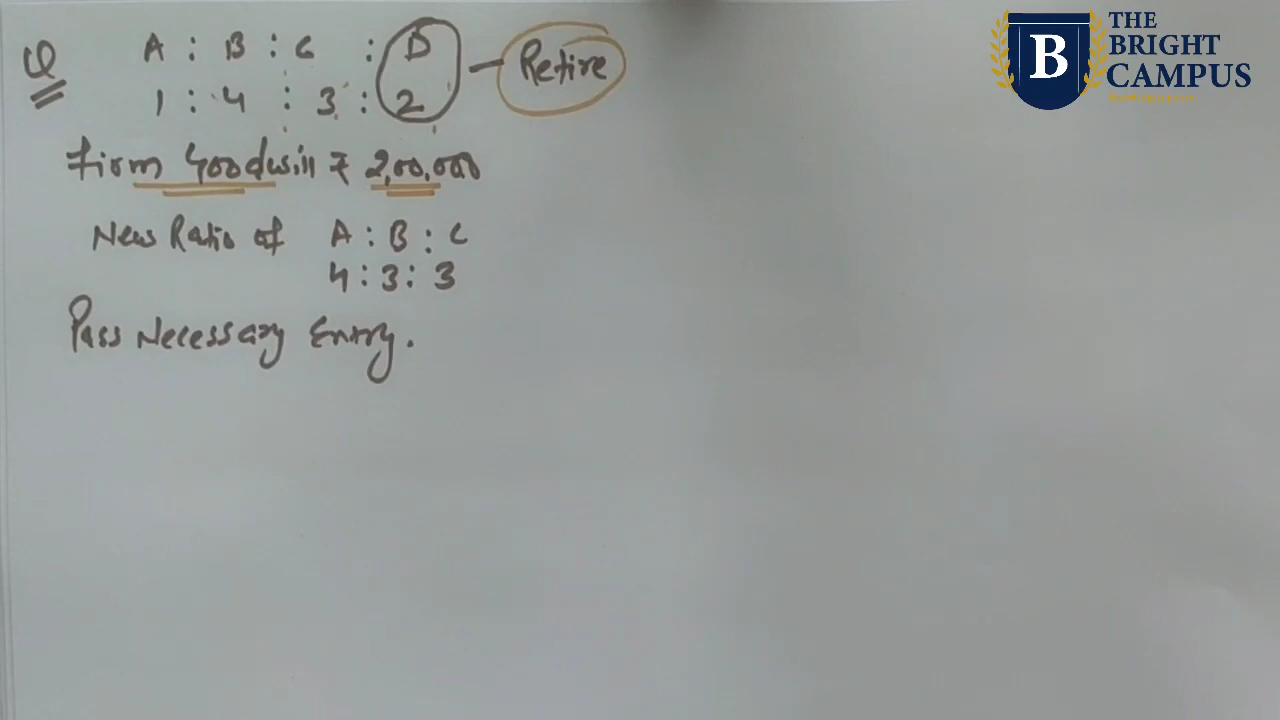 Q A : B : C : D — Retire
1 : 4 : 3 : 2
Firm Goodwill ₹ 2,00,000
New Ratio of A : B : C
4 : 3 : 3
Pass Necessary Entry.
THE
BRIGHT
CAMPUS
B